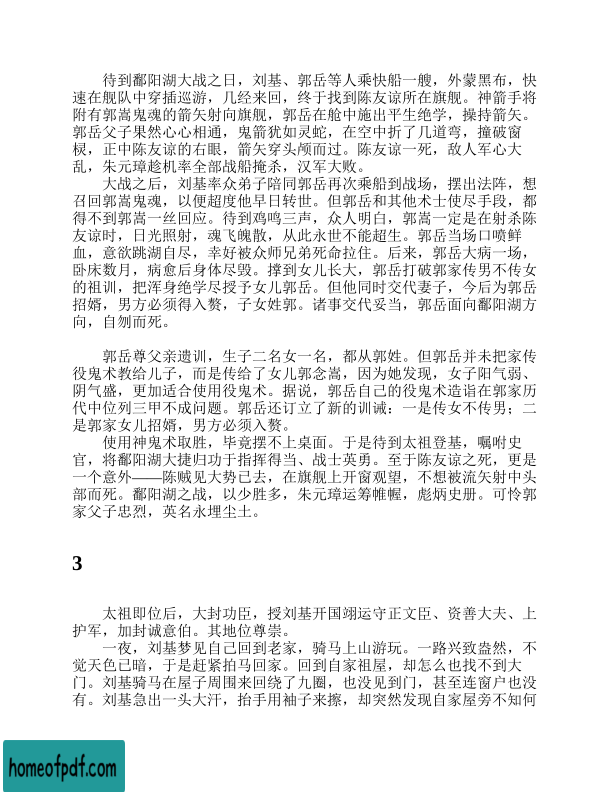 待到鄱阳湖大战之日，刘基、郭岳等人乘快船一艘，外蒙黑布，快
速在舰队中穿插巡游，几经来回，终于找到陈友谅所在旗舰。神箭手将
附有郭嵩鬼魂的箭矢射向旗舰，郭岳在舱中施出平生绝学，操持箭矢。
郭岳父子果然心心相通，鬼箭犹如灵蛇，在空中折了几道弯，撞破窗
棂，正中陈友谅的右眼，箭矢穿头颅而过。陈友谅一死，敌人军心大
乱，朱元璋趁机率全部战船掩杀，汉军大败。
大战之后，刘基率众弟子陪同郭岳再次乘船到战场，摆出法阵，想
召回郭嵩鬼魂，以便超度他早日转世。但郭岳和其他术士使尽手段，都
得不到郭嵩一丝回应。待到鸡鸣三声，众人明白，郭嵩一定是在射杀陈
友谅时，日光照射，魂飞魄散，从此永世不能超生。郭岳当场口喷鲜
血，意欲跳湖自尽，幸好被众师兄弟死命拉住。后来，郭岳大病一场，
卧床数月，病愈后身体尽毁。撑到女儿长大，郭岳打破郭家传男不传女
的祖训，把浑身绝学尽授予女儿郭岳。但他同时交代妻子，今后为郭岳
招婿，男方必须得入赘，子女姓郭。诸事交代妥当，郭岳面向鄱阳湖方
向，自刎而死。
郭岳尊父亲遗训，生子二名女一名，都从郭姓。但郭岳并未把家传
役鬼术教给儿子，而是传给了女儿郭念嵩，因为她发现，女子阳气弱、
阴气盛，更加适合使用役鬼术。据说，郭岳自己的役鬼术造诣在郭家历
代中位列三甲不成问题。郭岳还订立了新的训诫：一是传女不传男；二
是郭家女儿招婿，男方必须入赘。
使用神鬼术取胜，毕竟摆不上桌面。于是待到太祖登基，嘱咐史
官，将鄱阳湖大捷归功于指挥得当、战士英勇。至于陈友谅之死，更是
一个意外——陈贼见大势已去，在旗舰上开窗观望，不想被流矢射中头
部而死。鄱阳湖之战，以少胜多，朱元璋运筹帷幄，彪炳史册。可怜郭
家父子忠烈，英名永埋尘土。
3
太祖即位后，大封功臣，授刘基开国翊运守正文臣、资善大夫、上
护军，加封诚意伯。其地位尊崇。
一夜，刘基梦见自己回到老家，骑马上山游玩。一路兴致盎然，不
觉天色已暗，于是赶紧拍马回家。回到自家祖屋，却怎么也找不到大
门。刘基骑马在屋子周围来回绕了九圈，也没见到门，甚至连窗户也没
有。刘基急出一头大汗，抬手用袖子来擦，却突然发现自家屋旁不知何
homeofpdf.com